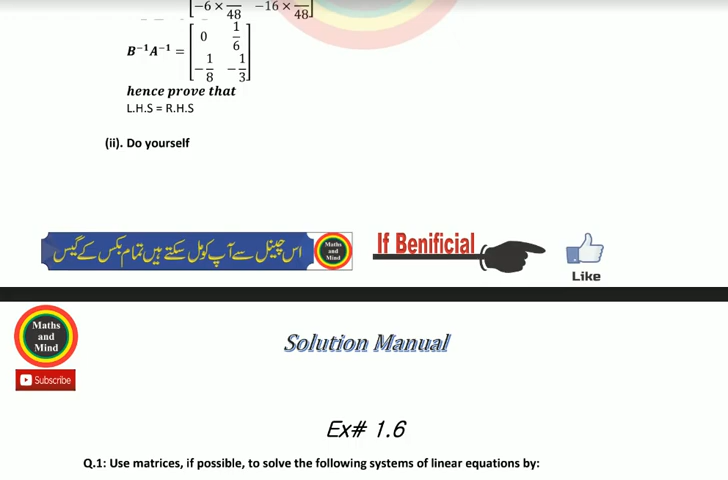 [−6 × 48 −16 × 48]
B⁻¹A⁻¹ = [0 1/6
−1/8 −1/3]
hence prove that
L.H.S = R.H.S
(ii). Do yourself
اس چینل سے آپ کو مل سکتے ہیں تمام بکس کے گیس
Maths
and
Mind
If Benificial
Like
Maths
and
Mind
Subscribe
Solution Manual
Ex# 1.6
Q.1: Use matrices, if possible, to solve the following systems of linear equations by: